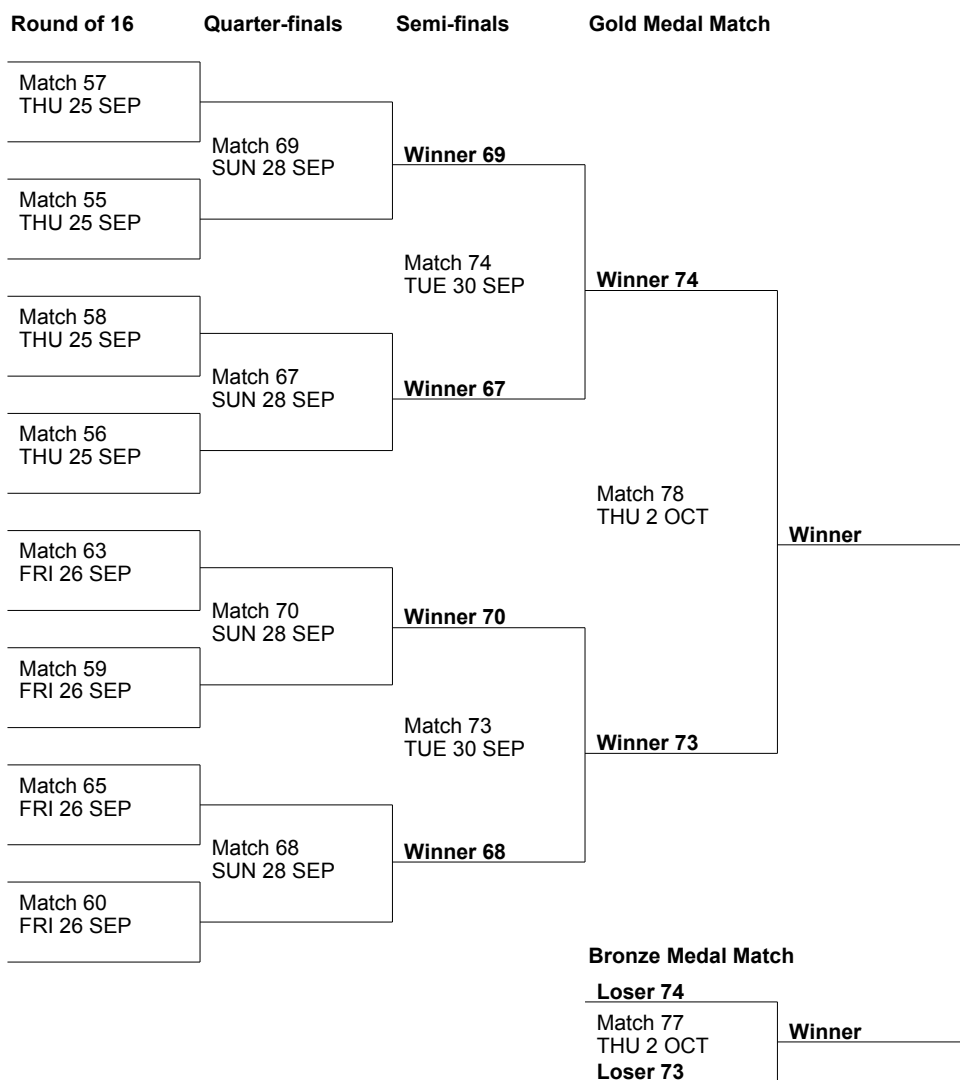 Round of 16
Quarter-finals
Semi-finals
Gold Medal Match
Match 57
THU 25 SEP
Match 69
SUN 28 SEP
Winner 69
Match 55
THU 25 SEP
Match 74
TUE 30 SEP
Winner 74
Match 58
THU 25 SEP
Match 67
SUN 28 SEP
Winner 67
Match 56
THU 25 SEP
Match 78
THU 2 OCT
Winner
Match 63
FRI 26 SEP
Match 70
SUN 28 SEP
Winner 70
Match 59
FRI 26 SEP
Match 73
TUE 30 SEP
Winner 73
Match 65
FRI 26 SEP
Match 68
SUN 28 SEP
Winner 68
Match 60
FRI 26 SEP
Bronze Medal Match
Loser 74
Match 77
THU 2 OCT
Winner
Loser 73